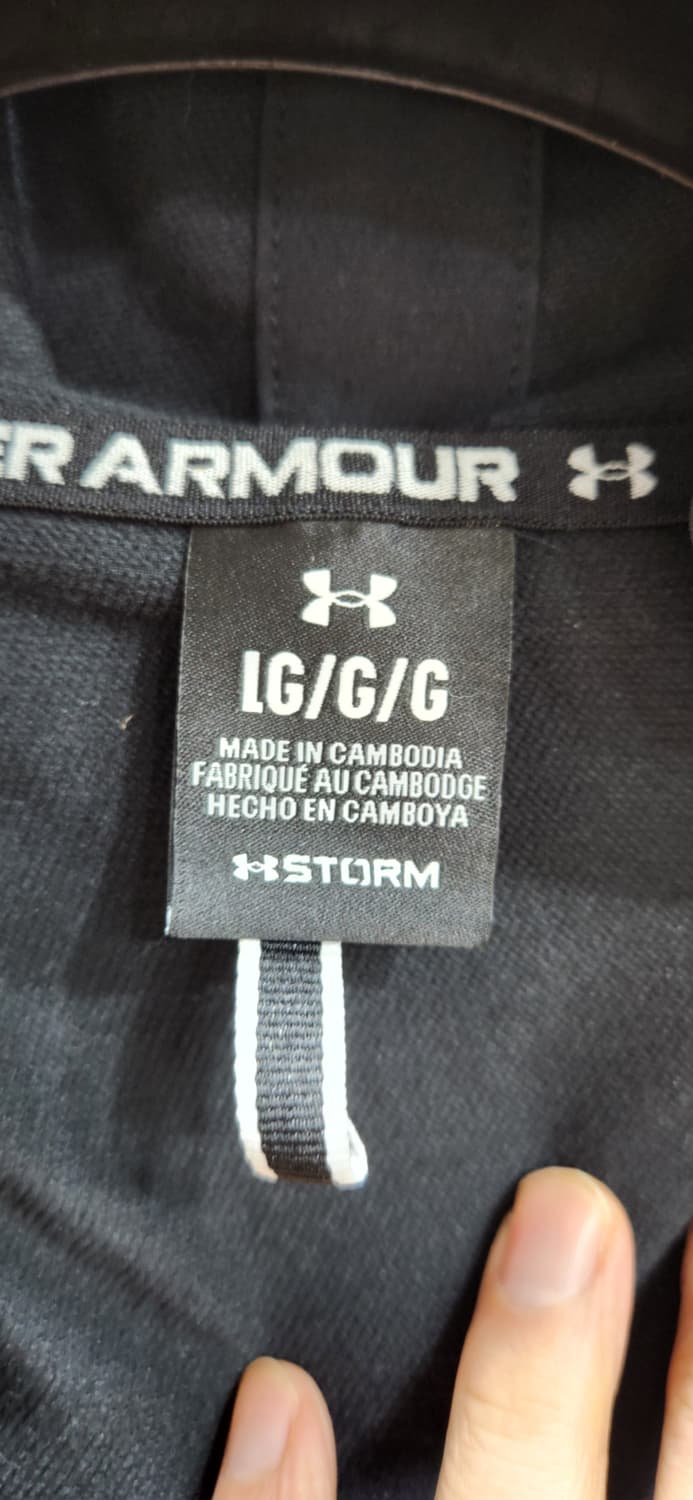 ER ARMOUR
LG/G/G
MADE IN CAMBODIA
FABRIQUÉ AU CAMBODGE
HECHO EN CAMBOYA
STORM